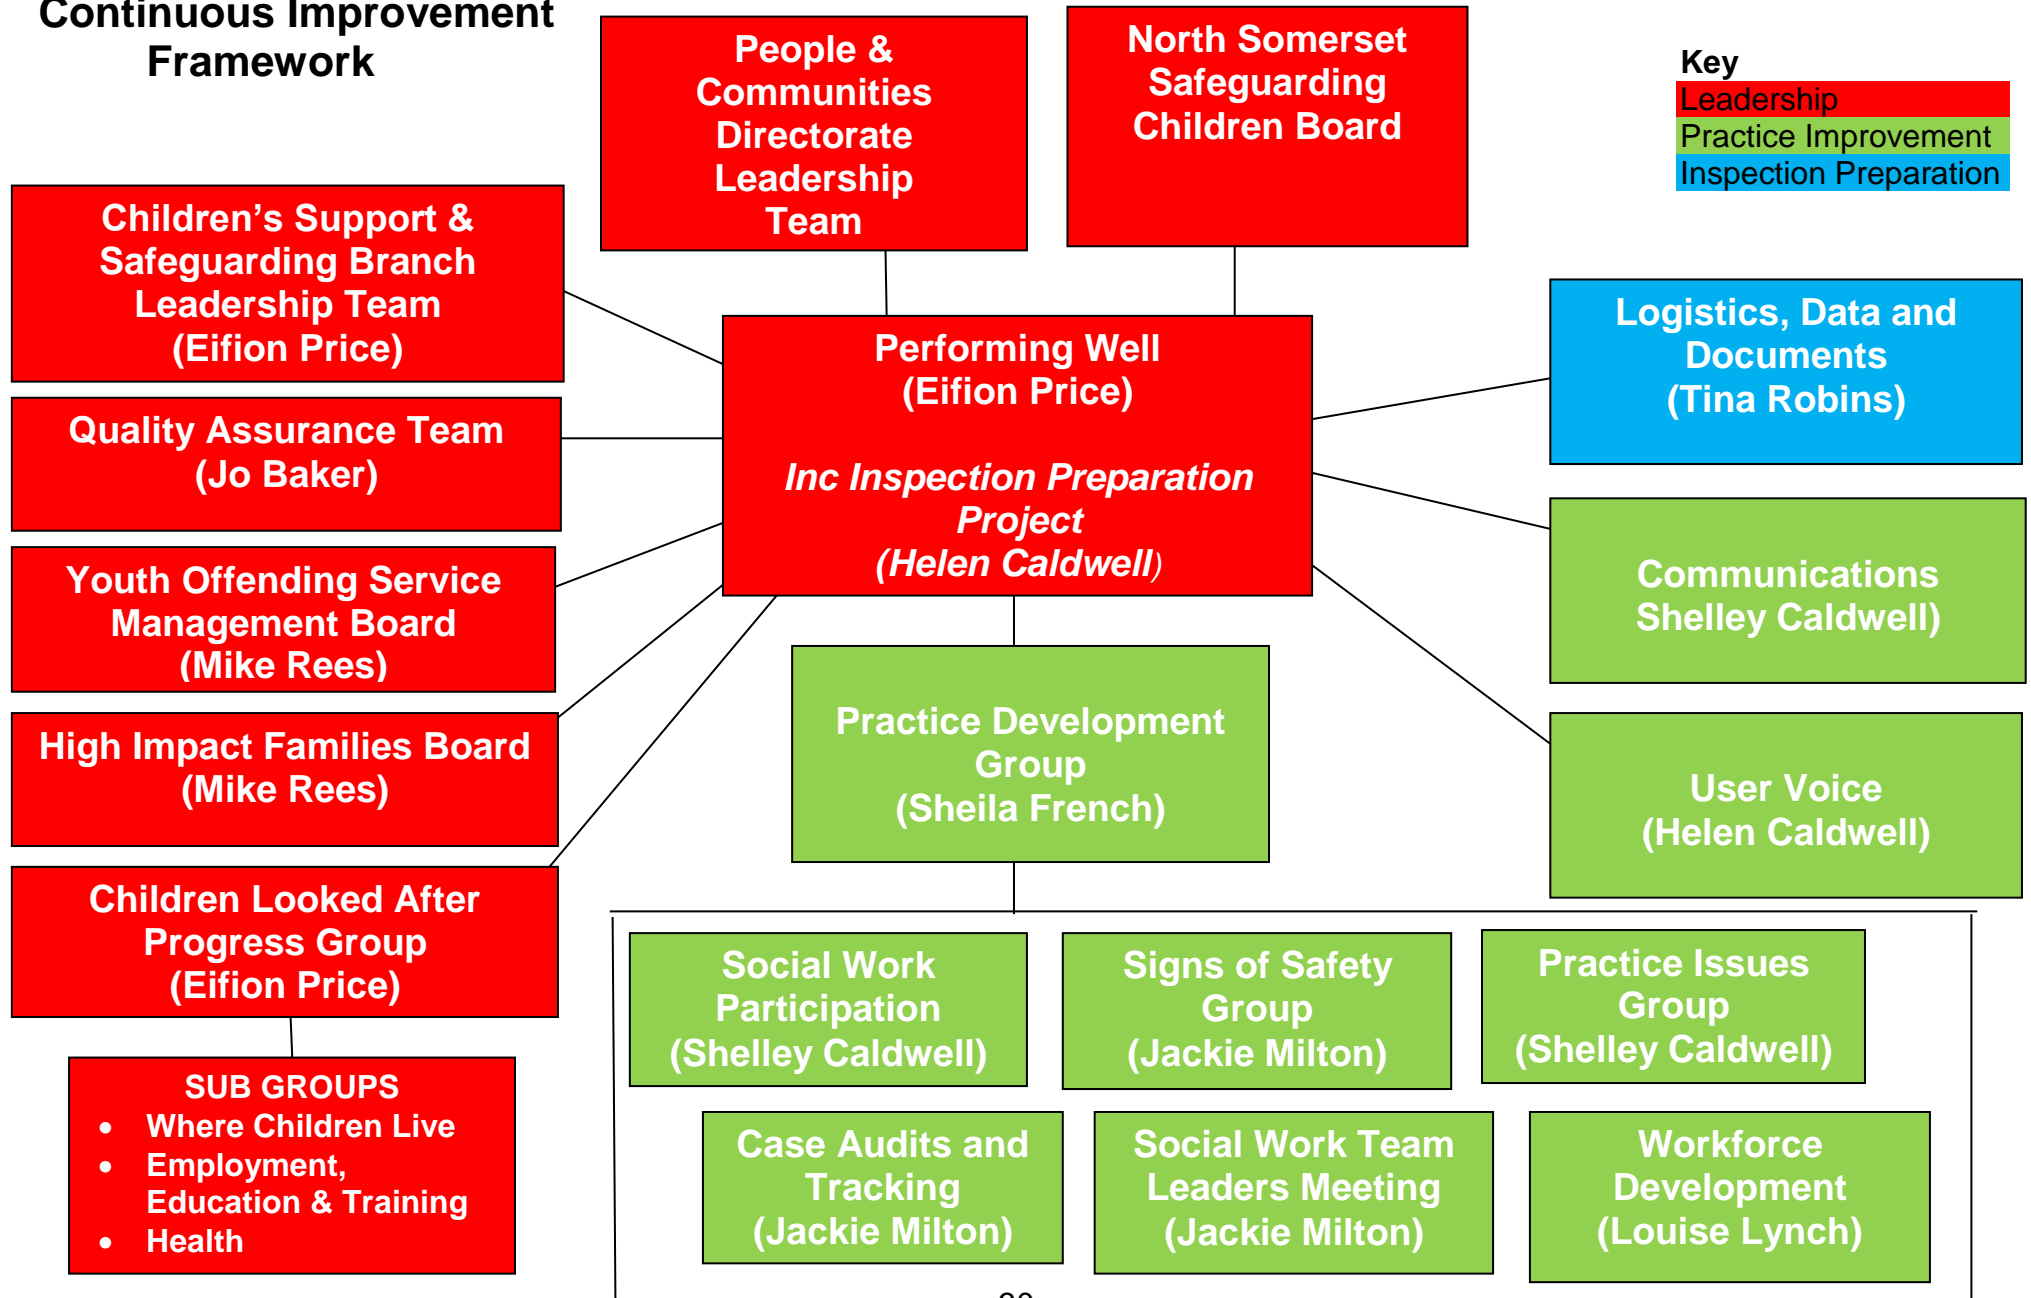 Continuous Improvement
Framework
People &
Communities
Directorate
Leadership
Team
North Somerset
Safeguarding
Children Board
Key
Leadership
Practice Improvement
Inspection Preparation
Children’s Support &
Safeguarding Branch
Leadership Team
(Eifion Price)
Quality Assurance Team
(Jo Baker)
Youth Offending Service
Management Board
(Mike Rees)
High Impact Families Board
(Mike Rees)
Children Looked After
Progress Group
(Eifion Price)
SUB GROUPS
• Where Children Live
• Employment,
Education & Training
• Health
Performing Well
(Eifion Price)
Inc Inspection Preparation
Project
(Helen Caldwell)
Logistics, Data and
Documents
(Tina Robins)
Communications
Shelley Caldwell)
User Voice
(Helen Caldwell)
Practice Development
Group
(Sheila French)
Social Work
Participation
(Shelley Caldwell)
Signs of Safety
Group
(Jackie Milton)
Practice Issues
Group
(Shelley Caldwell)
Case Audits and
Tracking
(Jackie Milton)
Social Work Team
Leaders Meeting
(Jackie Milton)
Workforce
Development
(Louise Lynch)